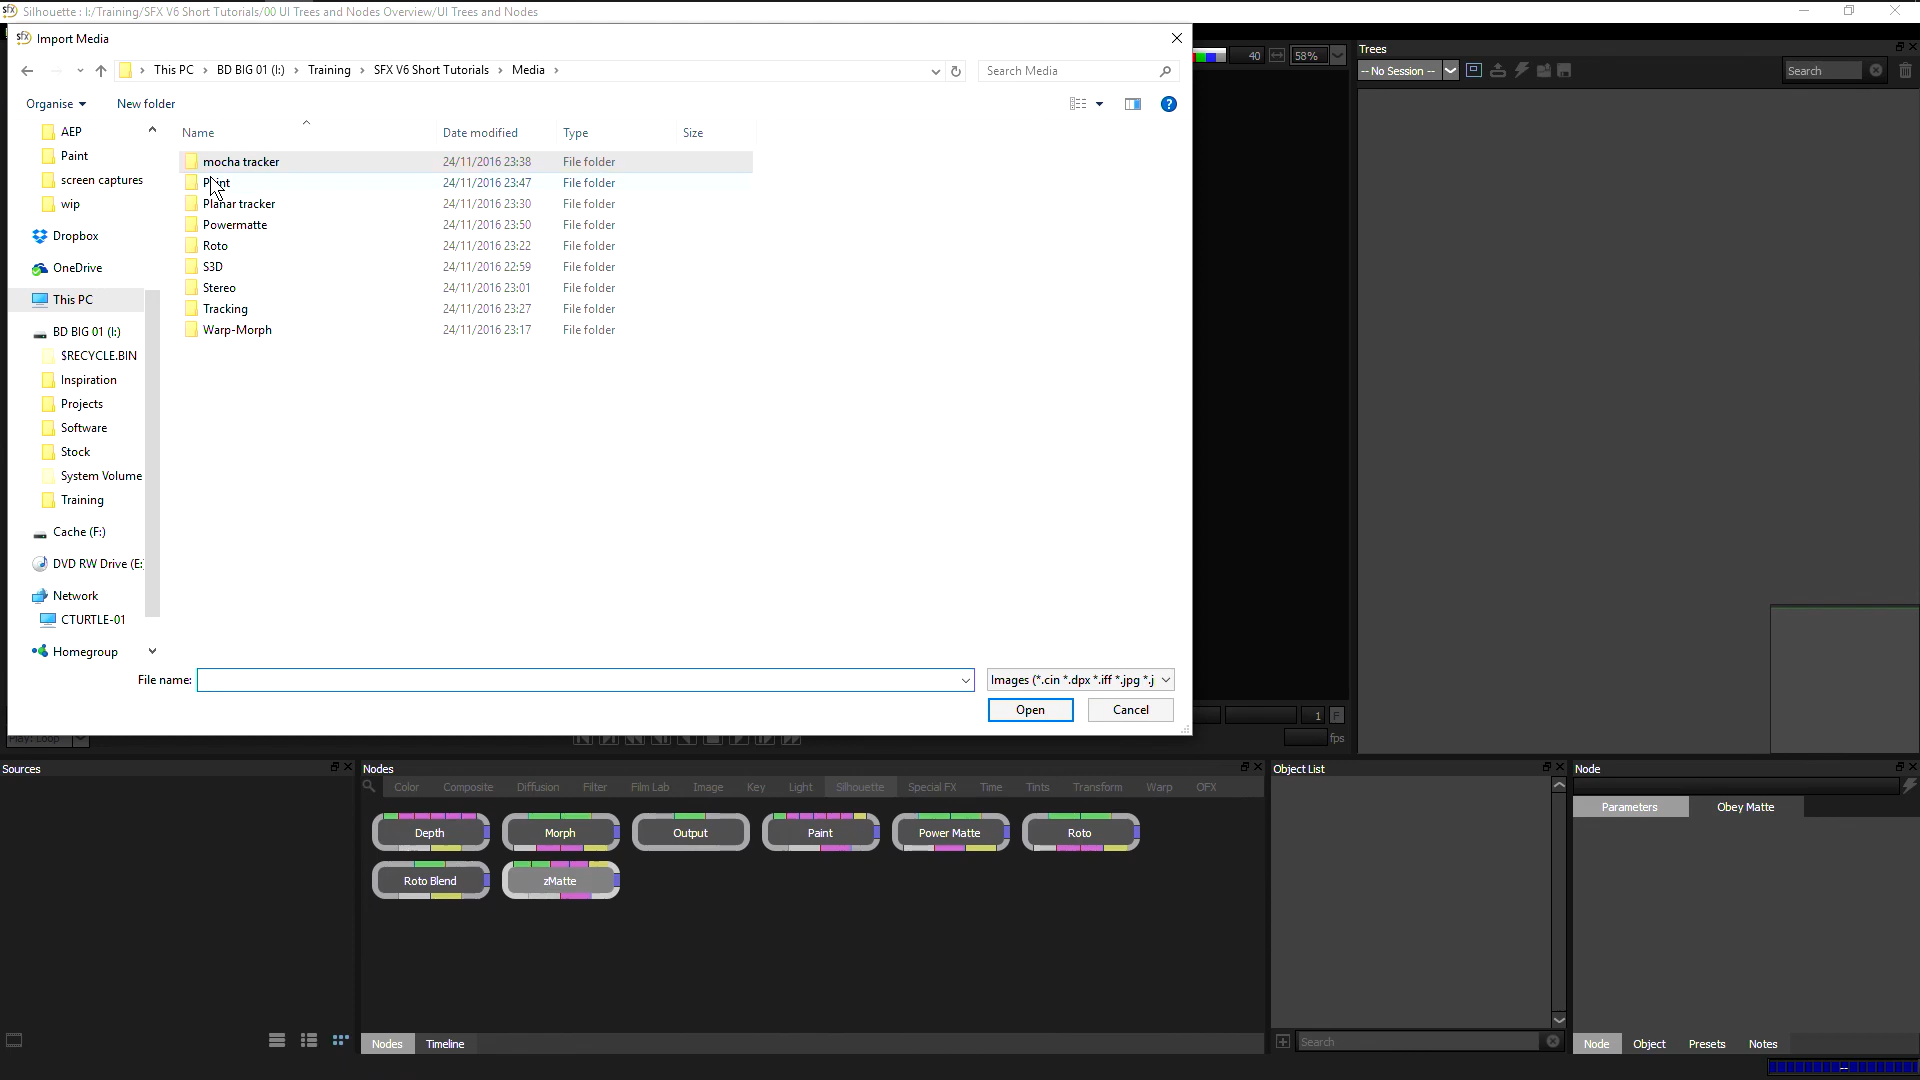 Silhouette : I:/Training/SFX V6 Short Tutorials/00 UI Trees and Nodes Overview/UI Trees and Nodes
Import Media
This PC > BD BIG 01 (I:) > Training > SFX V6 Short Tutorials > Media >
Search Media
Organise
New folder
Name
Date modified
Type
Size
AEP
Paint
screen captures
wip
Dropbox
OneDrive
This PC
BD BIG 01 (I:)
$RECYCLE.BIN
Inspiration
Projects
Software
Stock
System Volume
Training
Cache (F:)
DVD RW Drive (E:
Network
CTURTLE-01
Homegroup
mocha tracker 24/11/2016 23:38 File folder
Paint 24/11/2016 23:47 File folder
Planar tracker 24/11/2016 23:30 File folder
Powermatte 24/11/2016 23:50 File folder
Roto 24/11/2016 23:22 File folder
S3D 24/11/2016 22:59 File folder
Stereo 24/11/2016 23:01 File folder
Tracking 24/11/2016 23:27 File folder
Warp-Morph 24/11/2016 23:17 File folder
File name:
Images (*.cin *.dpx *.iff *.jpg *.j
Open
Cancel
40
58%
Trees
-- No Session --
Search
1
F
fps
Play: Loop
Sources
Nodes
Color Composite Diffusion Filter Film Lab Image Key Light Silhouette Special FX Time Tints Transform Warp OFX
Depth Morph Output Paint Power Matte Roto
Roto Blend zMatte
Nodes Timeline
Object List
Search
Node
Parameters Obey Matte
Node Object Presets Notes
--